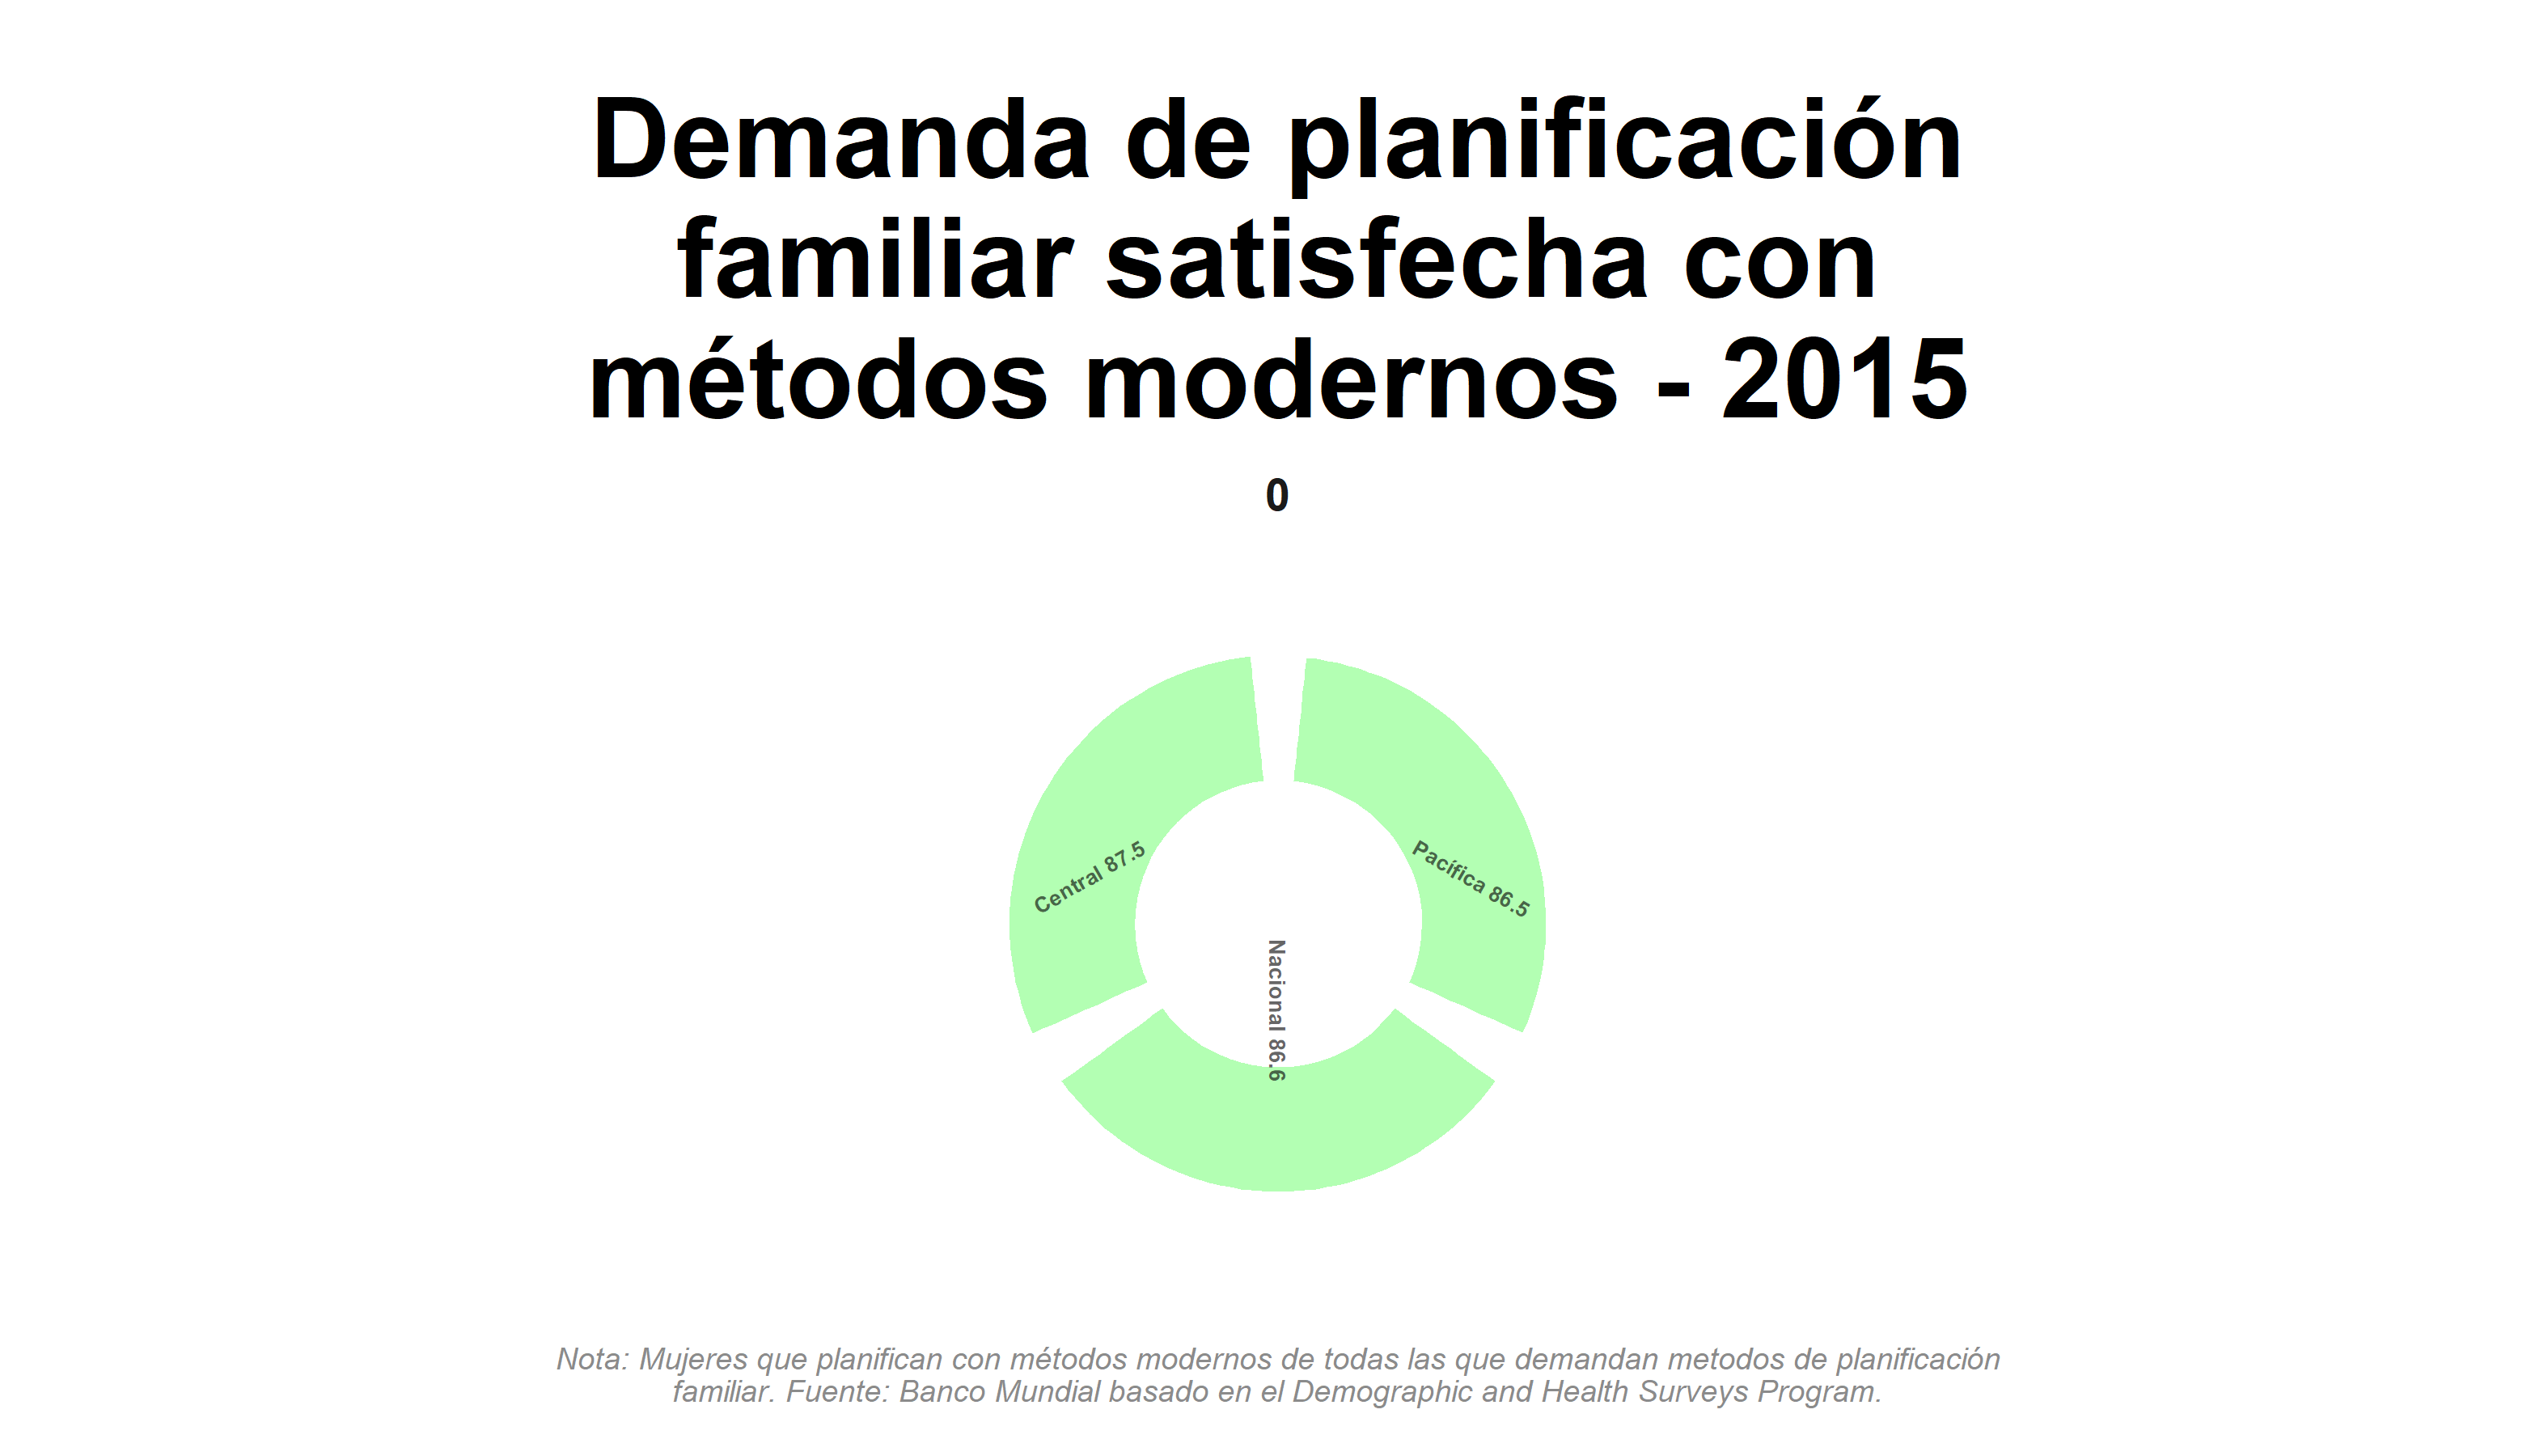 Demanda de planificación
familiar satisfecha con
métodos modernos - 2015
0
Central 87.5
Pacífica 86.5
Nacional 86.6
Nota: Mujeres que planifican con métodos modernos de todas las que demandan metodos de planificación
familiar. Fuente: Banco Mundial basado en el Demographic and Health Surveys Program.